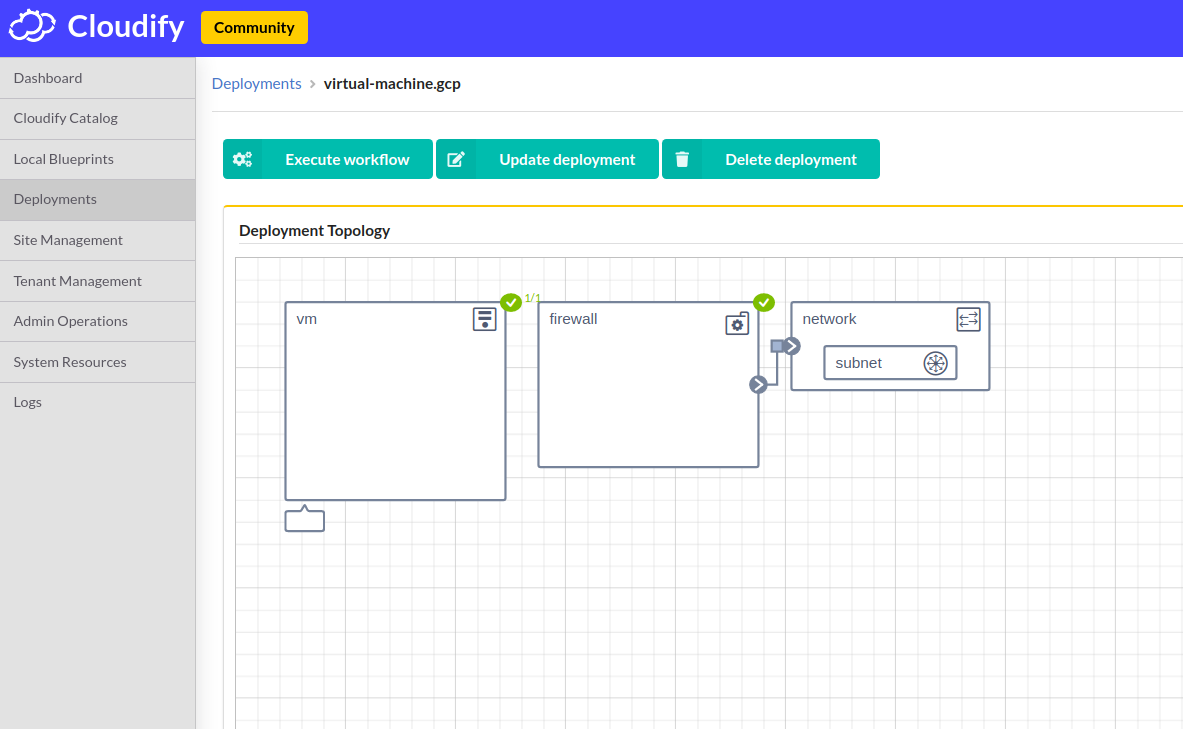 Cloudify Community
Dashboard
Cloudify Catalog
Local Blueprints
Deployments
Site Management
Tenant Management
Admin Operations
System Resources
Logs
Deployments > virtual-machine.gcp
Execute workflow Update deployment Delete deployment
Deployment Topology
1/1
vm firewall network
subnet